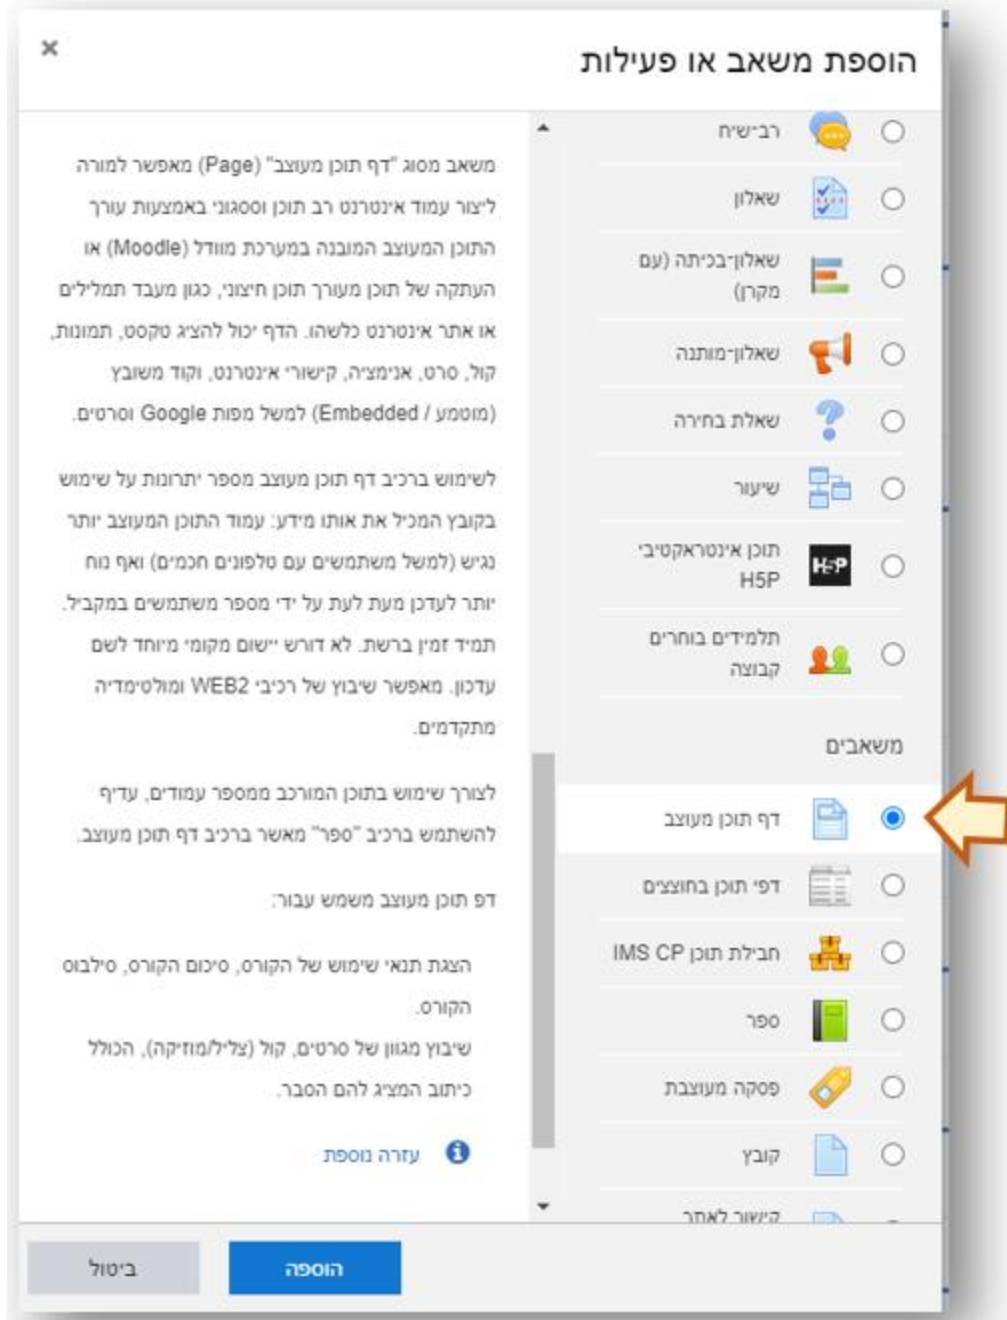 הוספת משאב או פעילות
×
רב־שיח
שאלון
שאלון־בכיתה (עם
מקרן)
שאלון־מותנה
שאלת בחירה
שיעור
תוכן אינטראקטיבי
H5P
H5P
תלמידים בוחרים
קבוצה
משאבים
דף תוכן מעוצב
דפי תוכן בחוצצים
חבילת תוכן IMS CP
ספר
פסקה מעוצבת
קובץ
קישור לאתר
משאב מסוג "דף תוכן מעוצב" (Page) מאפשר למורה
ליצור עמוד אינטרנט רב תוכן וססגוני באמצעות עורך
התוכן המעוצב המובנה במערכת מוודל (Moodle) או
העתקה של תוכן מעורך תוכן חיצוני, כגון מעבד תמלילים
או אתר אינטרנט כלשהו. הדף יכול להציג טקסט, תמונות,
קול, סרט, אנימציה, קישורי אינטרנט, וקוד משובץ
(מוטמע / Embedded) למשל מפות Google וסרטים.
לשימוש ברכיב דף תוכן מעוצב מספר יתרונות על שימוש
בקובץ המכיל את אותו מידע: עמוד התוכן המעוצב יותר
נגיש (למשל משתמשים עם טלפונים חכמים) ואף נוח
יותר לעדכן מעת לעת על ידי מספר משתמשים במקביל.
תמיד זמין ברשת. לא דורש יישום מקומי מיוחד לשם
עדכון. מאפשר שיבוץ של רכיבי WEB2 ומולטימדיה
מתקדמים.
לצורך שימוש בתוכן המורכב ממספר עמודים, עדיף
להשתמש ברכיב "ספר" מאשר ברכיב דף תוכן מעוצב.
דפ תוכן מעוצב משמש עבור:
הצגת תנאי שימוש של הקורס, סיכום הקורס, סילבוס
הקורס.
שיבוץ מגוון של סרטים, קול (צליל/מוזיקה), הכולל
כיתוב המציג להם הסבר.
עזרה נוספת
הוספה
ביטול